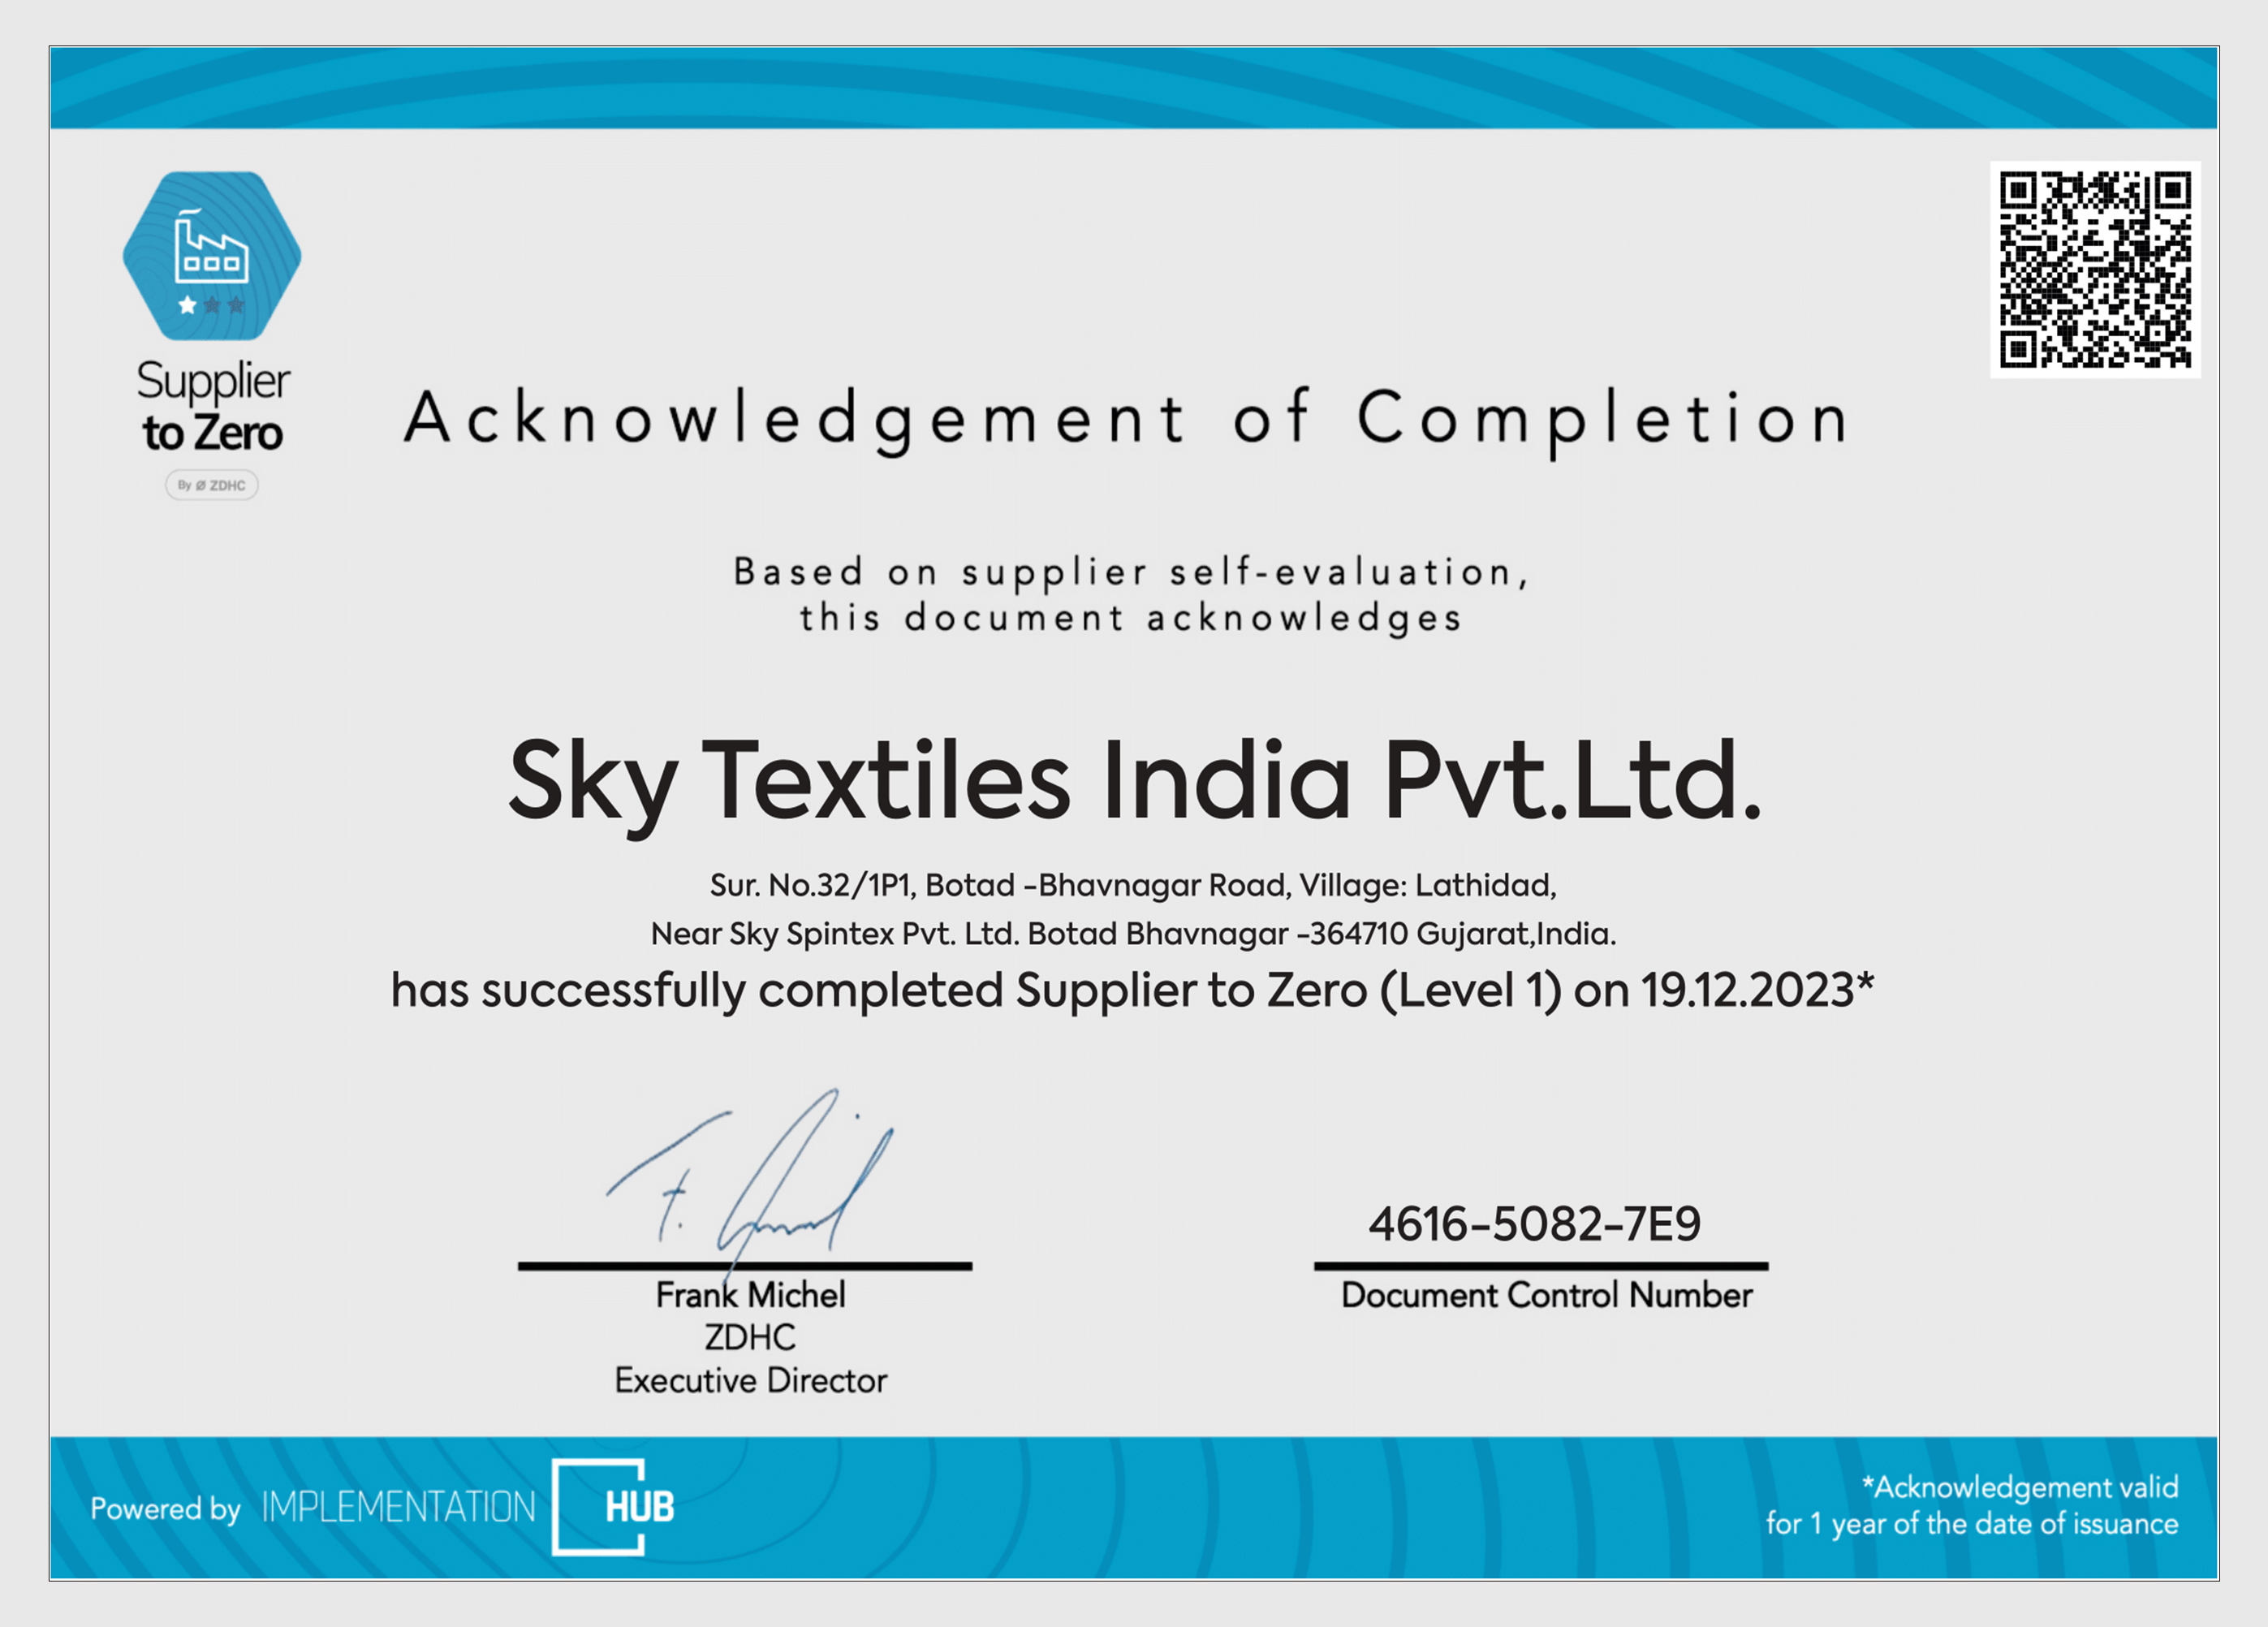 Supplier
to Zero
By Ø ZDHC
Acknowledgement of Completion
Based on supplier self-evaluation,
this document acknowledges
Sky Textiles India Pvt.Ltd.
Sur. No.32/1P1, Botad -Bhavnagar Road, Village: Lathidad,
Near Sky Spintex Pvt. Ltd. Botad Bhavnagar -364710 Gujarat,India.
has successfully completed Supplier to Zero (Level 1) on 19.12.2023*
4616-5082-7E9
Frank Michel
ZDHC
Executive Director
Document Control Number
Powered by IMPLEMENTATION HUB
*Acknowledgement valid
for 1 year of the date of issuance